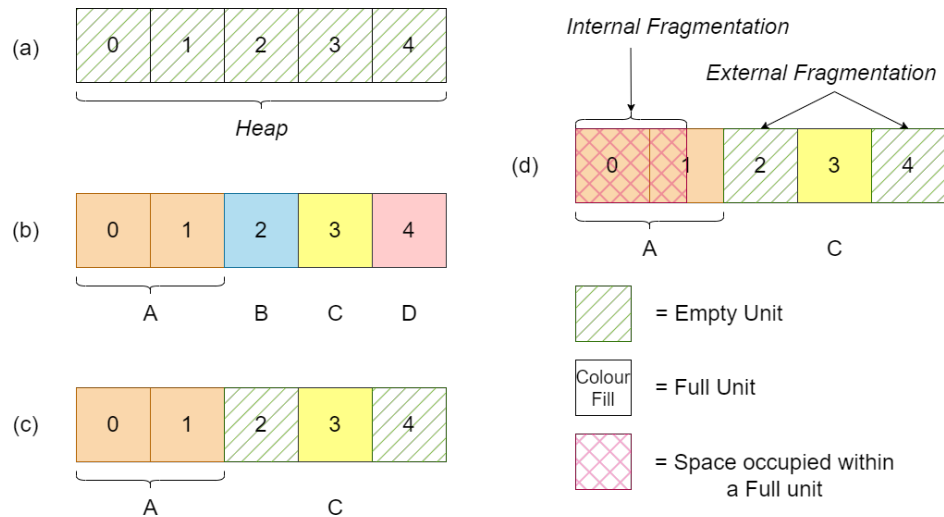 (a)
0 1 2 3 4
Heap
(b)
0 1 2 3 4
A B C D
(c)
0 1 2 3 4
A C
Internal Fragmentation
External Fragmentation
(d)
0 1 2 3 4
A C
= Empty Unit
Colour
Fill
= Full Unit
= Space occupied within
a Full unit